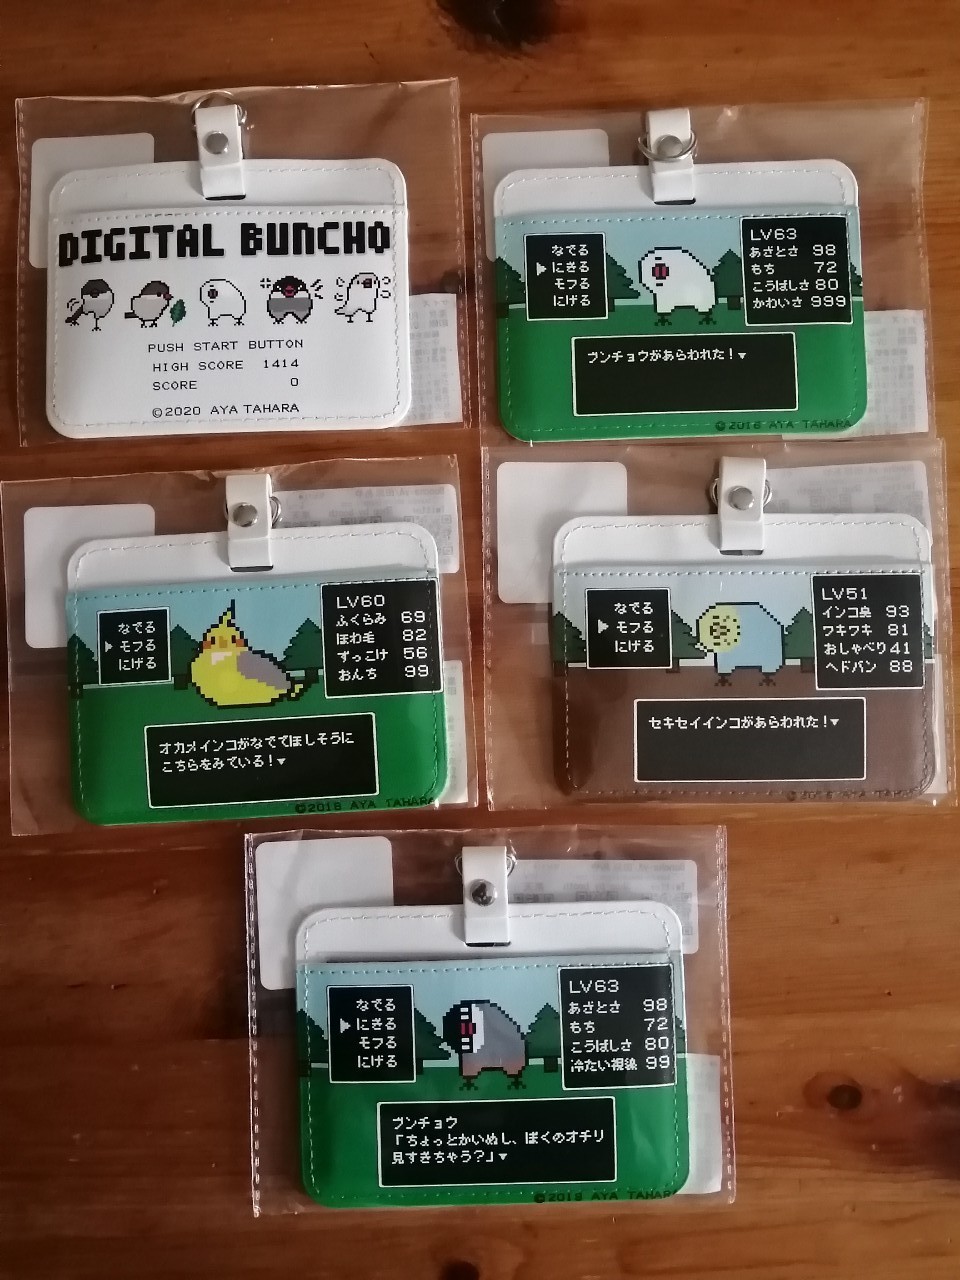 DIGITAL BUNCHO
PUSH START BUTTON
HIGH SCORE 1414
SCORE 0
©2020 AYA TAHARA
なでる
▶にぎる
モフる
にげる
LV63
あざとさ 98
もち 72
こうばしさ 80
かわいさ 999
ブンチョウがあらわれた!▼
©2018 AYA TAHARA
なでる
▶モフる
にげる
LV60
ふくらみ 69
ほわ毛 82
ずっこけ 56
おんち 99
オカメインコがなでてほしそうに
こちらをみている!▼
©2018 AYA TAHARA
なでる
▶モフる
にげる
LV51
インコ臭 93
ワキワキ 81
おしゃべり 41
ヘドバン 88
セキセイインコがあらわれた!▼
©2018 AYA TAHARA
なでる
▶にぎる
モフる
にげる
LV63
あざとさ 98
もち 72
こうばしさ 80
冷たい視線 99
ブンチョウ
「ちょっとかいぬし、ぼくのオチリ
見すぎちゃう?」▼
©2018 AYA TAHARA